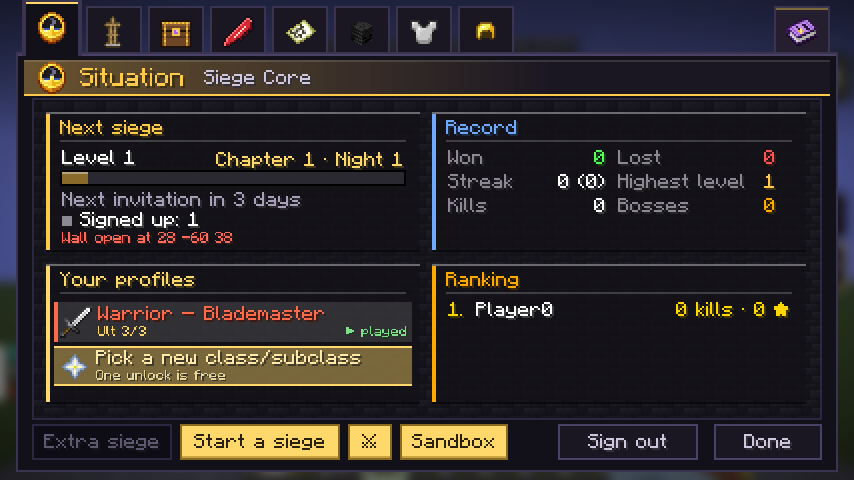 Situation Siege Core
Next siege
Level 1 Chapter 1 · Night 1
Next invitation in 3 days
Signed up: 1
Wall open at 28 -60 38
Record
Won 0 Lost 0
Streak 0 (0) Highest level 1
Kills 0 Bosses 0
Your profiles
Warrior – Blademaster
Ult 3/3 ▶ played
Pick a new class/subclass
One unlock is free
Ranking
1. Player0 0 kills · 0 ★
Extra siege Start a siege ⚔ Sandbox Sign out Done